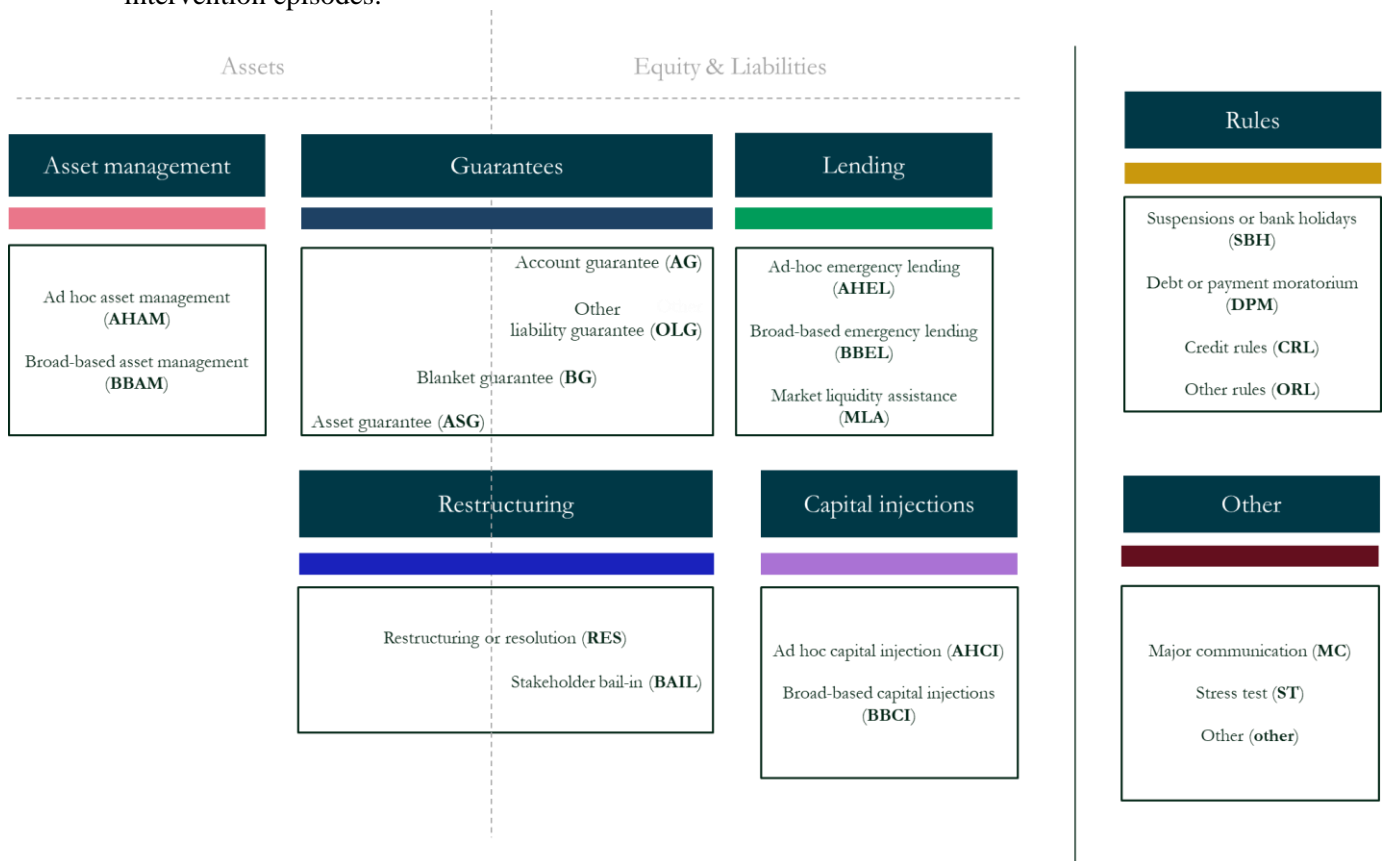 intervention episodes.
Assets
Equity & Liabilities
Asset management
Ad hoc asset management
(AHAM)
Broad-based asset management
(BBAM)
Guarantees
Account guarantee (AG)
Other
liability guarantee (OLG)
Blanket guarantee (BG)
Asset guarantee (ASG)
Lending
Ad-hoc emergency lending
(AHEL)
Broad-based emergency lending
(BBEL)
Market liquidity assistance
(MLA)
Restructuring
Restructuring or resolution (RES)
Stakeholder bail-in (BAIL)
Capital injections
Ad hoc capital injection (AHCI)
Broad-based capital injections
(BBCI)
Rules
Suspensions or bank holidays
(SBH)
Debt or payment moratorium
(DPM)
Credit rules (CRL)
Other rules (ORL)
Other
Major communication (MC)
Stress test (ST)
Other (other)